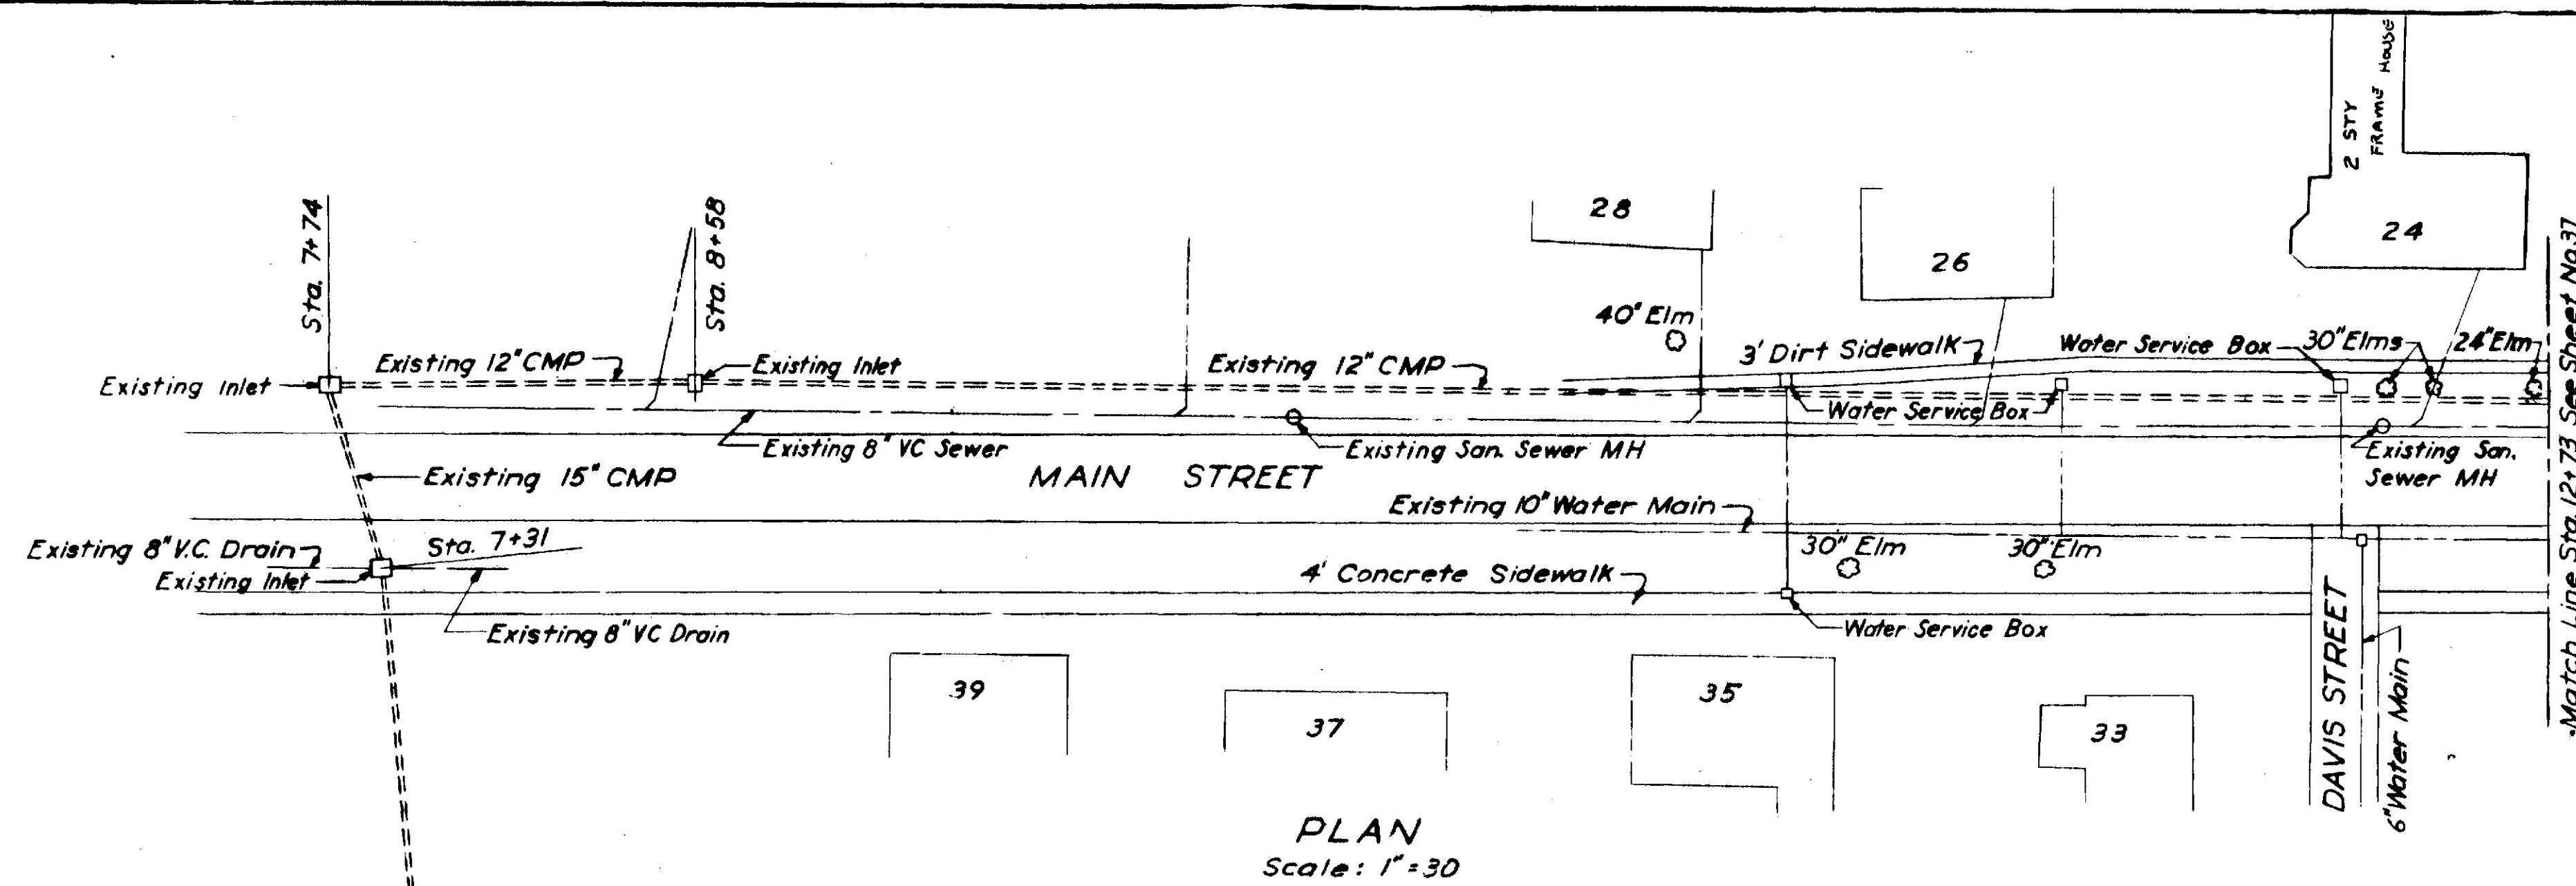 2 STY
FRAME HOUSE
24
28
26
Sta. 7+74
Sta. 8+58
40" Elm
3' Dirt Sidewalk
Water Service Box
30" Elms
24" Elm
Existing Inlet
Existing 12" CMP
Existing Inlet
Existing 12" CMP
Water Service Box
Existing 8" VC Sewer
Existing San. Sewer MH
Existing San.
Sewer MH
Match Line Sta. 12+73 See Sheet No.37
Existing 15" CMP
MAIN STREET
Existing 10" Water Main
Existing 8" V.C. Drain
Sta. 7+31
Existing Inlet
30" Elm
30" Elm
4' Concrete Sidewalk
Existing 8" VC Drain
Water Service Box
39
37
35
33
DAVIS STREET
6" Water Main
PLAN
Scale: 1" = 30